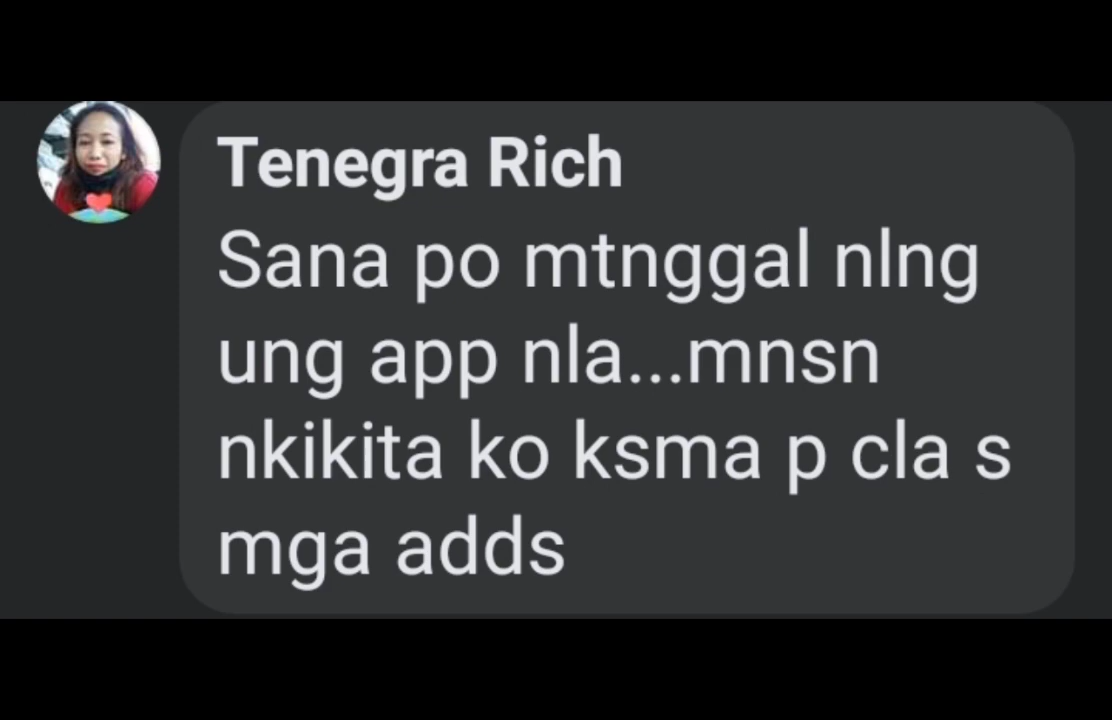 Tenegra Rich
Sana po mtnggal nlng
ung app nla...mnsn
nkikita ko ksma p cla s
mga adds